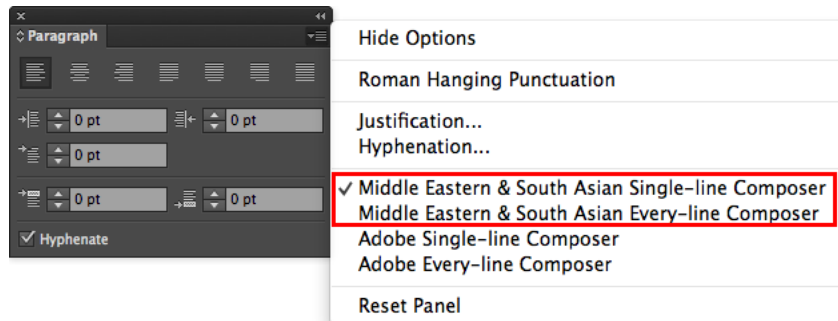 Paragraph
0 pt
0 pt
0 pt
0 pt
0 pt
Hyphenate
Hide Options
Roman Hanging Punctuation
Justification...
Hyphenation...
Middle Eastern & South Asian Single-line Composer
Middle Eastern & South Asian Every-line Composer
Adobe Single-line Composer
Adobe Every-line Composer
Reset Panel